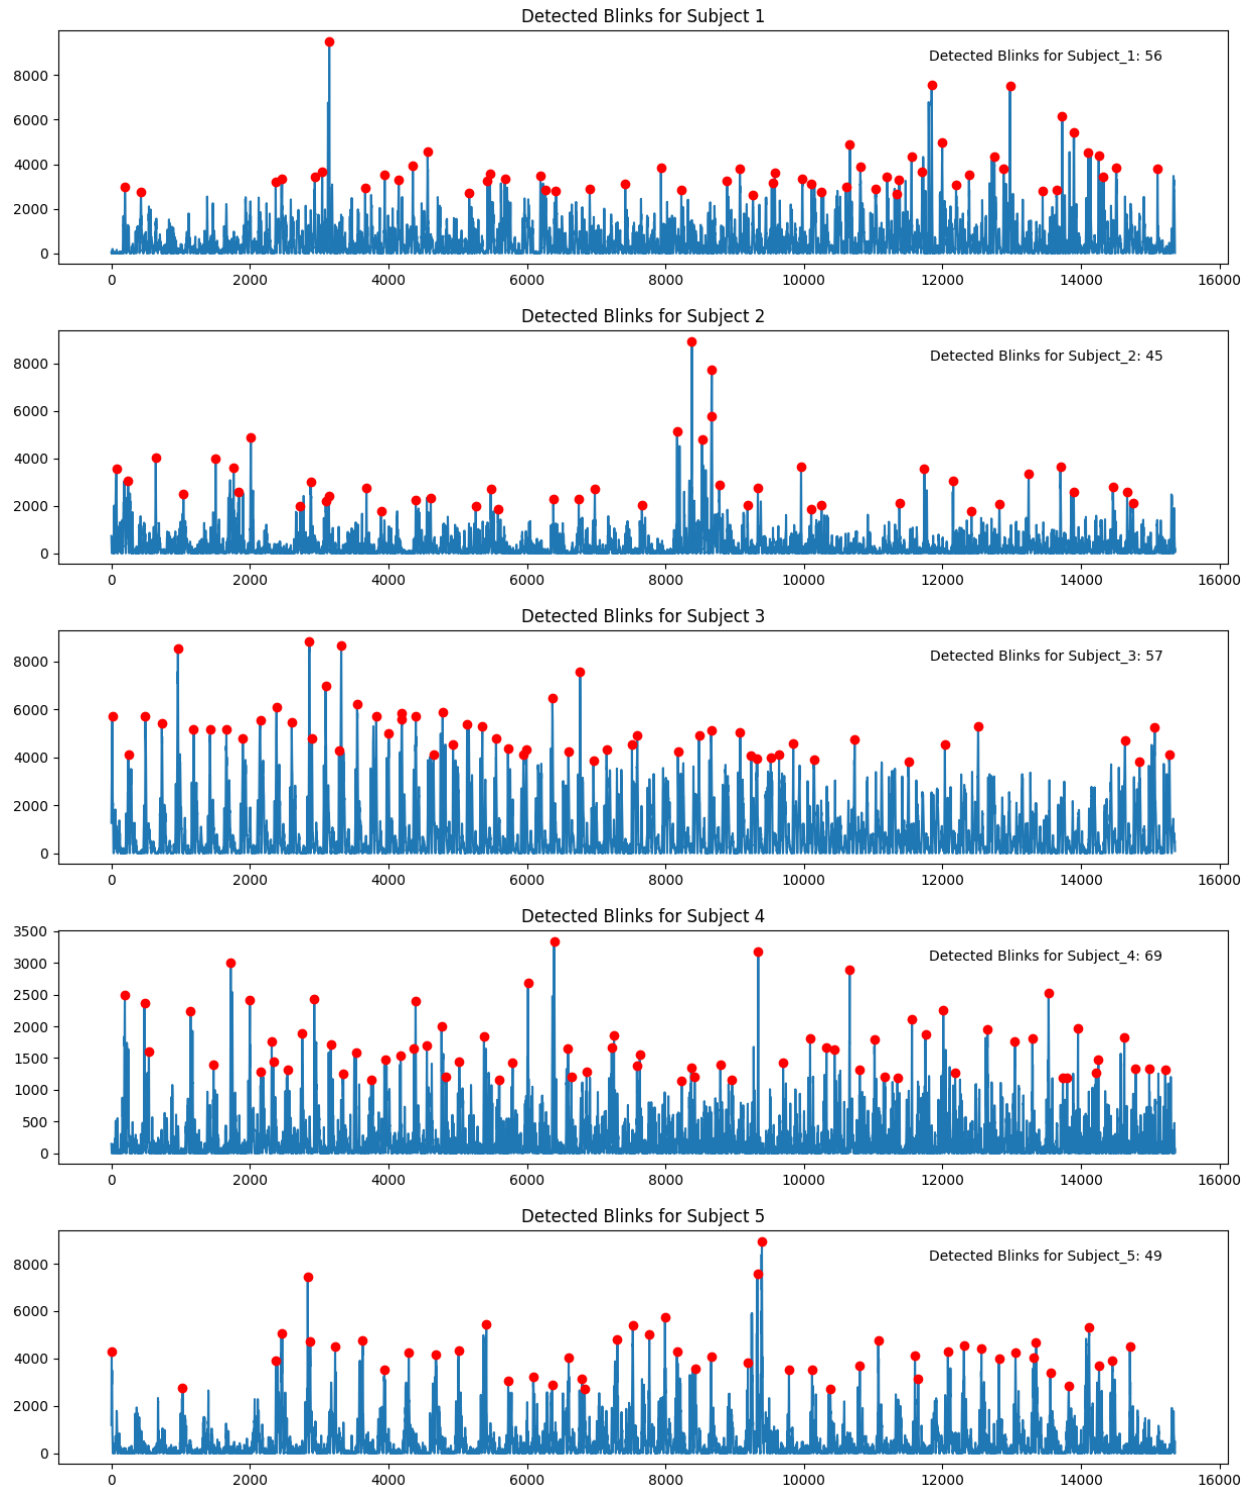 Detected Blinks for Subject 1
Detected Blinks for Subject_1: 56
8000
6000
4000
2000
0
0 2000 4000 6000 8000 10000 12000 14000 16000
Detected Blinks for Subject 2
Detected Blinks for Subject_2: 45
8000
6000
4000
2000
0
0 2000 4000 6000 8000 10000 12000 14000 16000
Detected Blinks for Subject 3
Detected Blinks for Subject_3: 57
8000
6000
4000
2000
0
0 2000 4000 6000 8000 10000 12000 14000 16000
Detected Blinks for Subject 4
3500
Detected Blinks for Subject_4: 69
3000
2500
2000
1500
1000
500
0
0 2000 4000 6000 8000 10000 12000 14000 16000
Detected Blinks for Subject 5
Detected Blinks for Subject_5: 49
8000
6000
4000
2000
0
0 2000 4000 6000 8000 10000 12000 14000 16000